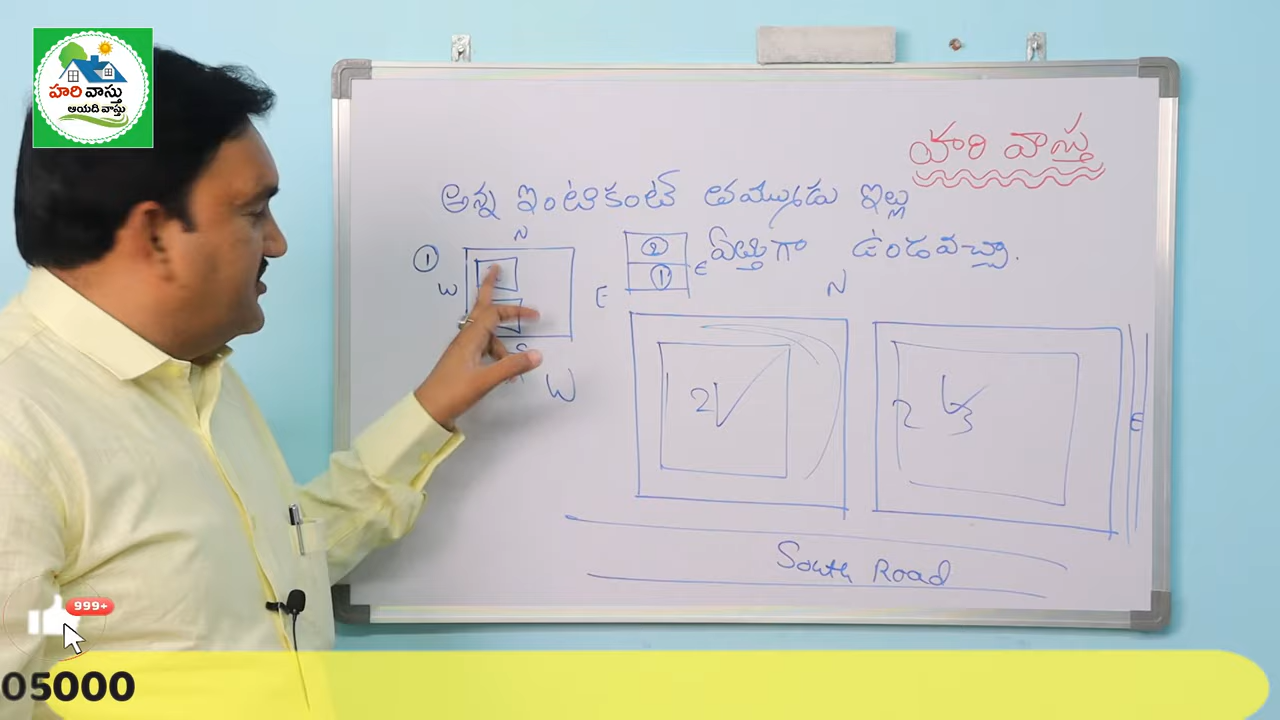 హరి వాస్తు
ఆయది వాస్తు
హరి వాస్తు
అన్న ఇంటికంటే తమ్ముడు ఇల్లు
ఎత్తుగా ఉండవచ్చా.
①
N
W
E
S
②
①
E
N
W
2
2
E
South Road
999+
05000